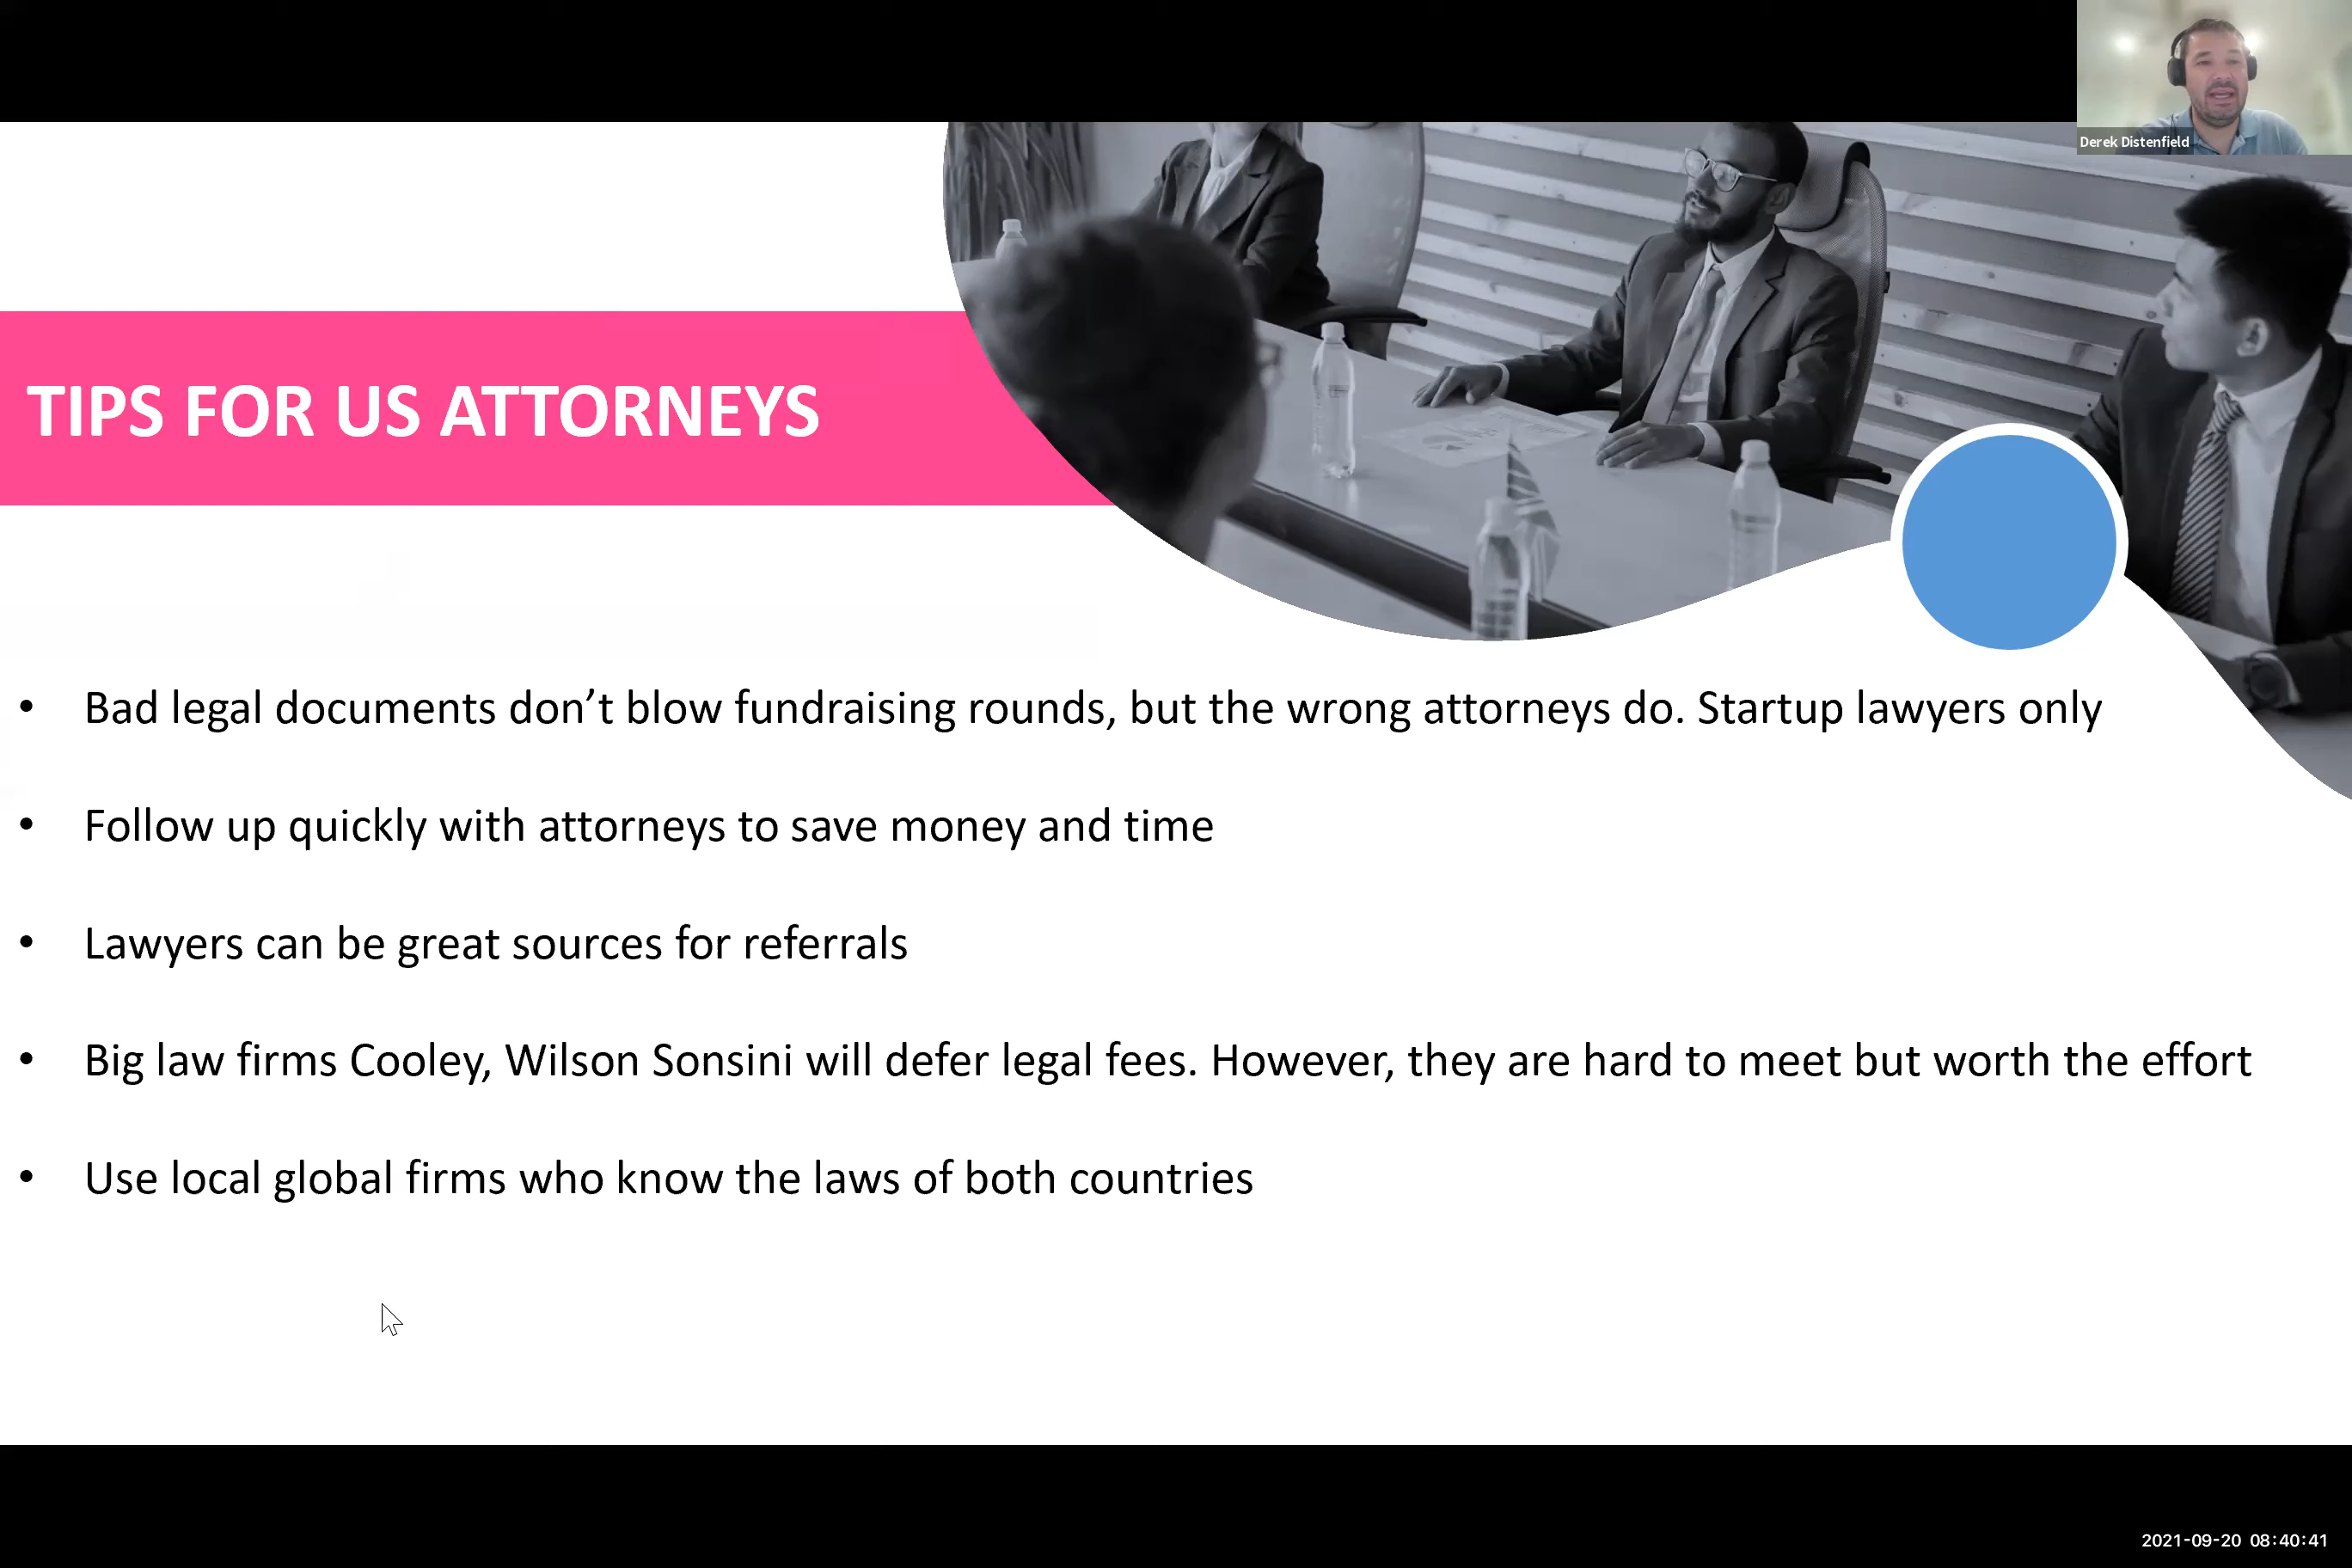 Derek Distenfield
TIPS FOR US ATTORNEYS
• Bad legal documents don’t blow fundraising rounds, but the wrong attorneys do. Startup lawyers only
• Follow up quickly with attorneys to save money and time
• Lawyers can be great sources for referrals
• Big law firms Cooley, Wilson Sonsini will defer legal fees. However, they are hard to meet but worth the effort
• Use local global firms who know the laws of both countries
2021-09-20 08:40:41